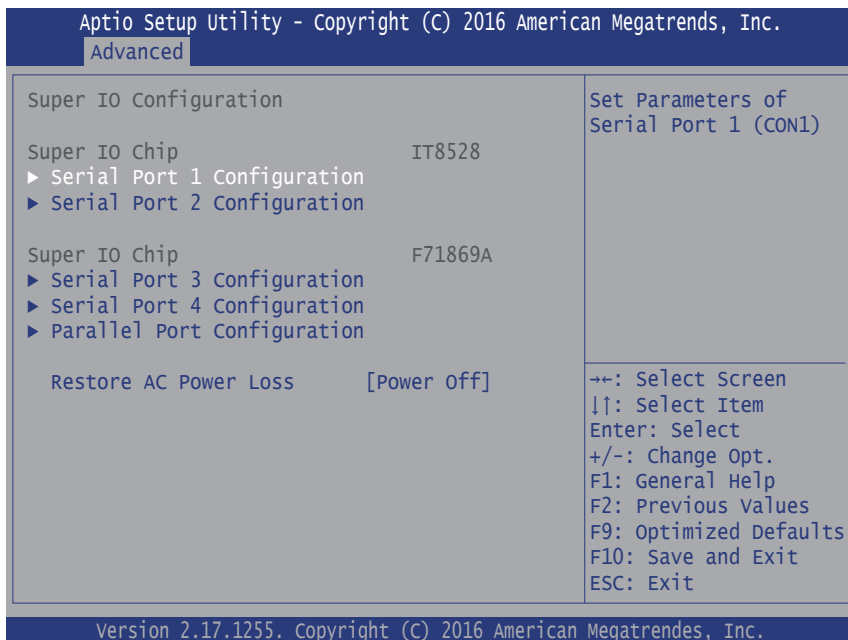 Aptio Setup Utility - Copyright (C) 2016 American Megatrends, Inc.
Advanced
Super IO Configuration
Super IO Chip IT8528
▶ Serial Port 1 Configuration
▶ Serial Port 2 Configuration
Super IO Chip F71869A
▶ Serial Port 3 Configuration
▶ Serial Port 4 Configuration
▶ Parallel Port Configuration
Restore AC Power Loss [Power Off]
Set Parameters of
Serial Port 1 (CON1)
→←: Select Screen
↓↑: Select Item
Enter: Select
+/-: Change Opt.
F1: General Help
F2: Previous Values
F9: Optimized Defaults
F10: Save and Exit
ESC: Exit
Version 2.17.1255. Copyright (C) 2016 American Megatrendes, Inc.